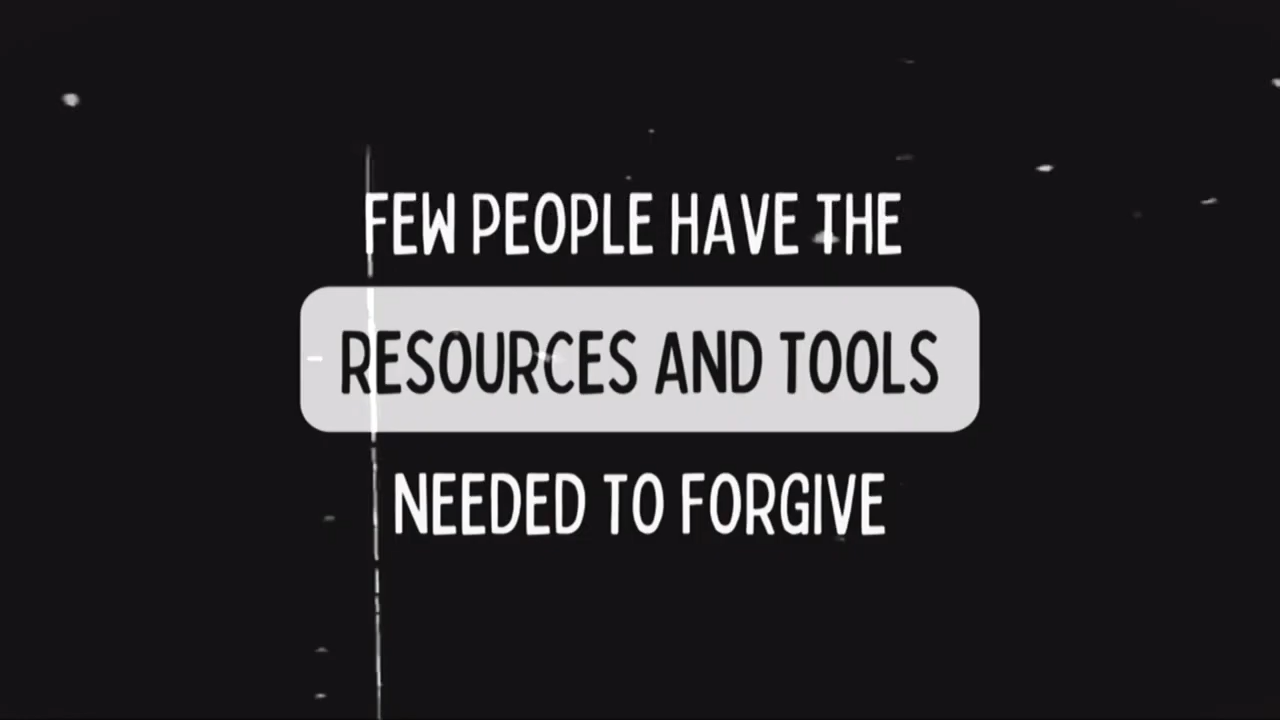 FEW PEOPLE HAVE THE
RESOURCES AND TOOLS
NEEDED TO FORGIVE